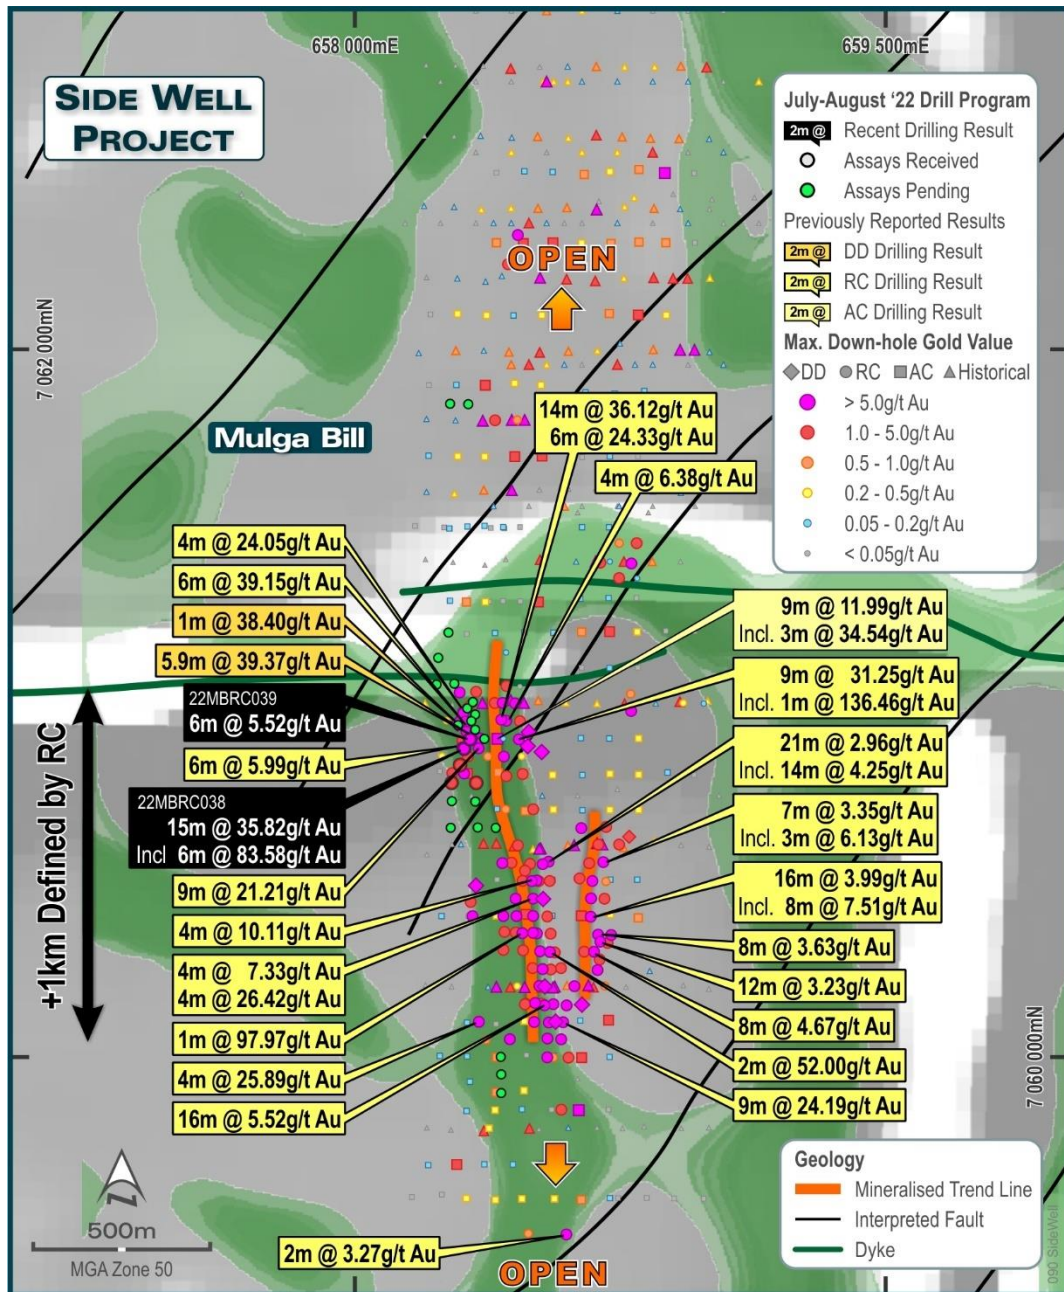 658 000mE
659 500mE
SIDE WELL
PROJECT
July-August '22 Drill Program
2m @ Recent Drilling Result
Assays Received
Assays Pending
Previously Reported Results
2m @ DD Drilling Result
2m @ RC Drilling Result
2m @ AC Drilling Result
Max. Down-hole Gold Value
DD RC AC Historical
> 5.0g/t Au
1.0 - 5.0g/t Au
0.5 - 1.0g/t Au
0.2 - 0.5g/t Au
0.05 - 0.2g/t Au
< 0.05g/t Au
OPEN
7 062 000mN
Mulga Bill
14m @ 36.12g/t Au
6m @ 24.33g/t Au
4m @ 6.38g/t Au
4m @ 24.05g/t Au
6m @ 39.15g/t Au
1m @ 38.40g/t Au
5.9m @ 39.37g/t Au
22MBRC039
6m @ 5.52g/t Au
6m @ 5.99g/t Au
22MBRC038
15m @ 35.82g/t Au
Incl 6m @ 83.58g/t Au
9m @ 21.21g/t Au
4m @ 10.11g/t Au
4m @ 7.33g/t Au
4m @ 26.42g/t Au
1m @ 97.97g/t Au
4m @ 25.89g/t Au
16m @ 5.52g/t Au
+1km Defined by RC
9m @ 11.99g/t Au
Incl. 3m @ 34.54g/t Au
9m @ 31.25g/t Au
Incl. 1m @ 136.46g/t Au
21m @ 2.96g/t Au
Incl. 14m @ 4.25g/t Au
7m @ 3.35g/t Au
Incl. 3m @ 6.13g/t Au
16m @ 3.99g/t Au
Incl. 8m @ 7.51g/t Au
8m @ 3.63g/t Au
12m @ 3.23g/t Au
8m @ 4.67g/t Au
2m @ 52.00g/t Au
9m @ 24.19g/t Au
7 060 000mN
Geology
Mineralised Trend Line
Interpreted Fault
Dyke
500m
MGA Zone 50
2m @ 3.27g/t Au
OPEN
090 SideWell